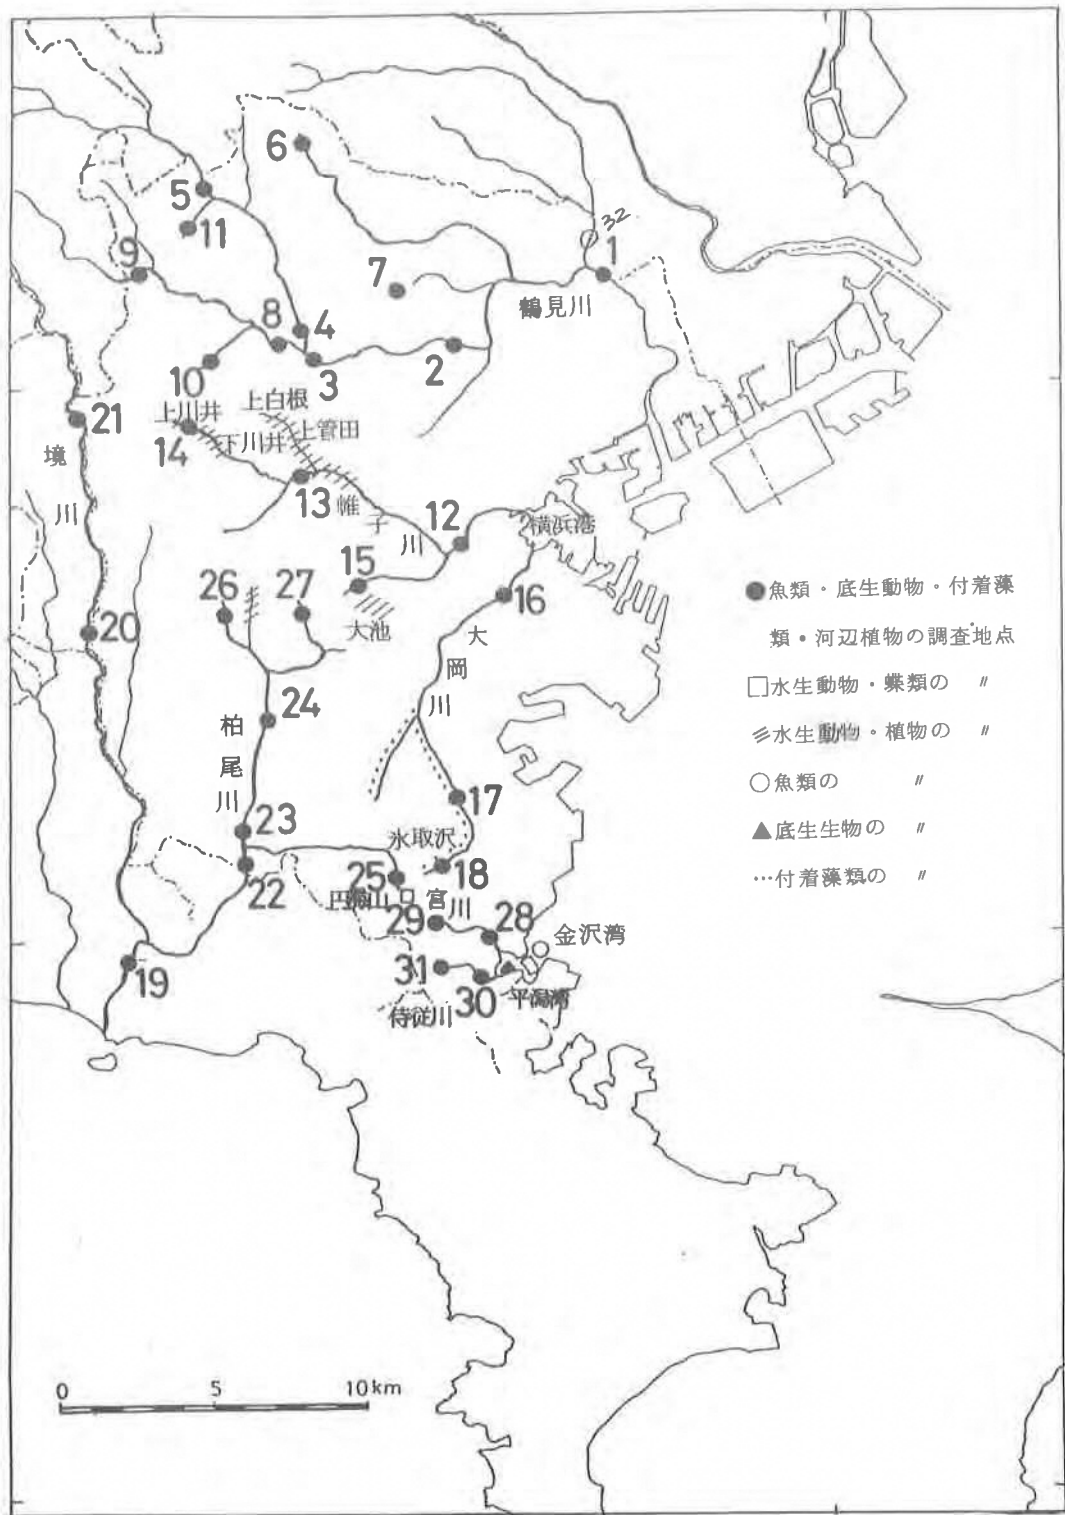 6
5
11
32
9
1
7
鶴見川
8
4
2
10
3
上白根
上川井
21
上菅田
下川井
14
境川
13
帷子川
12
横浜港
15
26
27
16
大池
20
大岡川
24
柏尾川
17
23
氷取沢
18
25
22
円海山
宮川
29
28
金沢湾
31
19
30
平潟湾
侍従川
●魚類・底生動物・付着藻
類・河辺植物の調査地点
□水生動物・蝶類の 〃
水生動物・植物の 〃
○魚類の 〃
▲底生生物の 〃
…付着藻類の 〃
0 5 10km